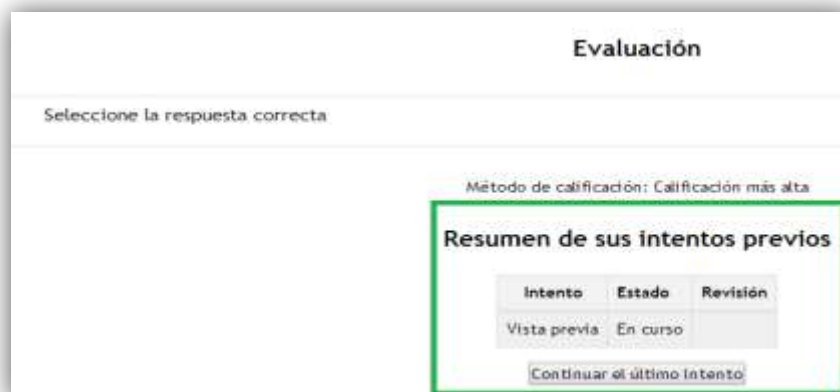 Evaluación
Seleccione la respuesta correcta
Método de calificación: Calificación más alta
Resumen de sus intentos previos
Intento Estado Revisión
Vista previa En curso
Continuar el último intento